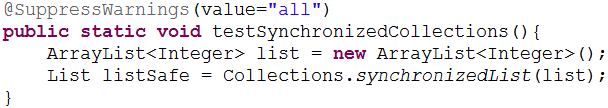 @SuppressWarnings(value="all")
public static void testSynchronizedCollections(){
    ArrayList<Integer> list = new ArrayList<Integer>();
    List listSafe = Collections.synchronizedList(list);
}